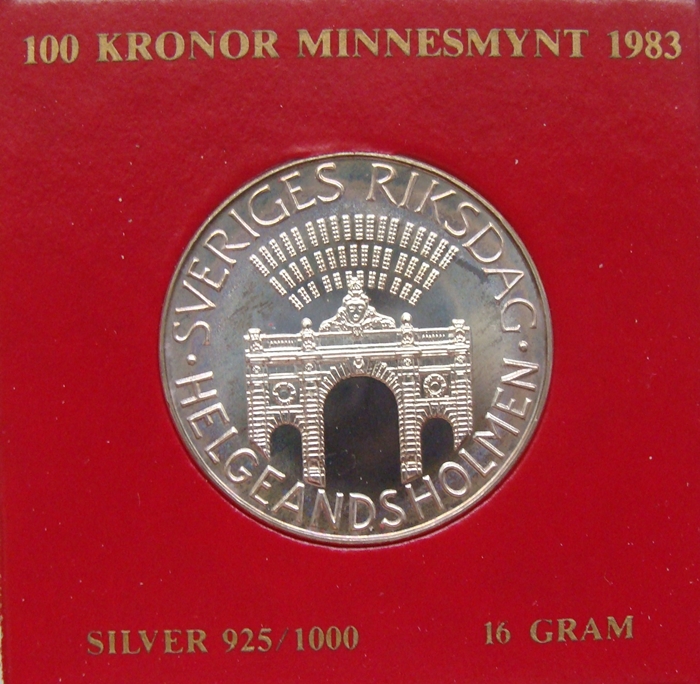 100 KRONOR MINNESMYNT 1983
SVERIGES RIKSDAG
· HELGEANDSHOLMEN ·
SILVER 925/1000 16 GRAM